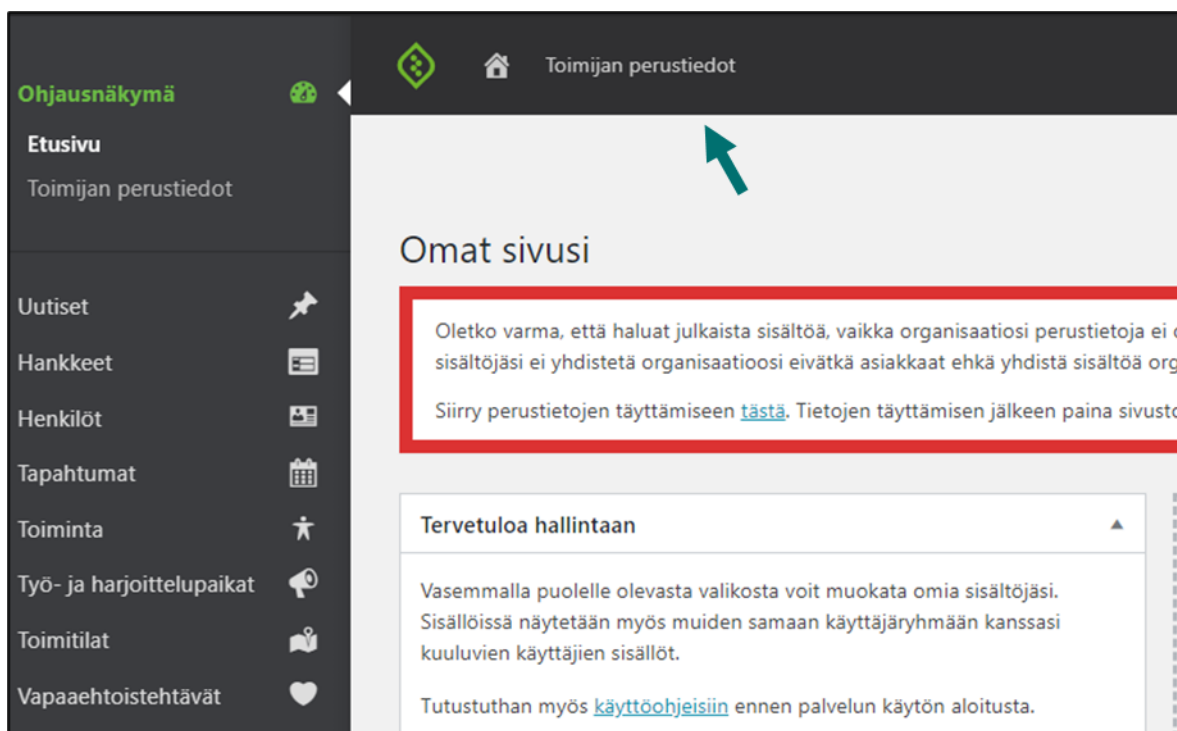 Ohjausnäkymä
Etusivu
Toimijan perustiedot
Uutiset
Hankkeet
Henkilöt
Tapahtumat
Toiminta
Työ- ja harjoittelupaikat
Toimitilat
Vapaaehtoistehtävät
Toimijan perustiedot
Omat sivusi
Oletko varma, että haluat julkaista sisältöä, vaikka organisaatiosi perustietoja ei
sisältöjäsi ei yhdistetä organisaatioosi eivätkä asiakkaat ehkä yhdistä sisältöä
Siirry perustietojen täyttämiseen tästä. Tietojen täyttämisen jälkeen paina
Tervetuloa hallintaan
Vasemmalla puolelle olevasta valikosta voit muokata omia sisältöjäsi.
Sisällöissä näytetään myös muiden samaan käyttäjäryhmään kanssasi
kuuluvien käyttäjien sisällöt.
Tutustuthan myös käyttöohjeisiin ennen palvelun käytön aloitusta.